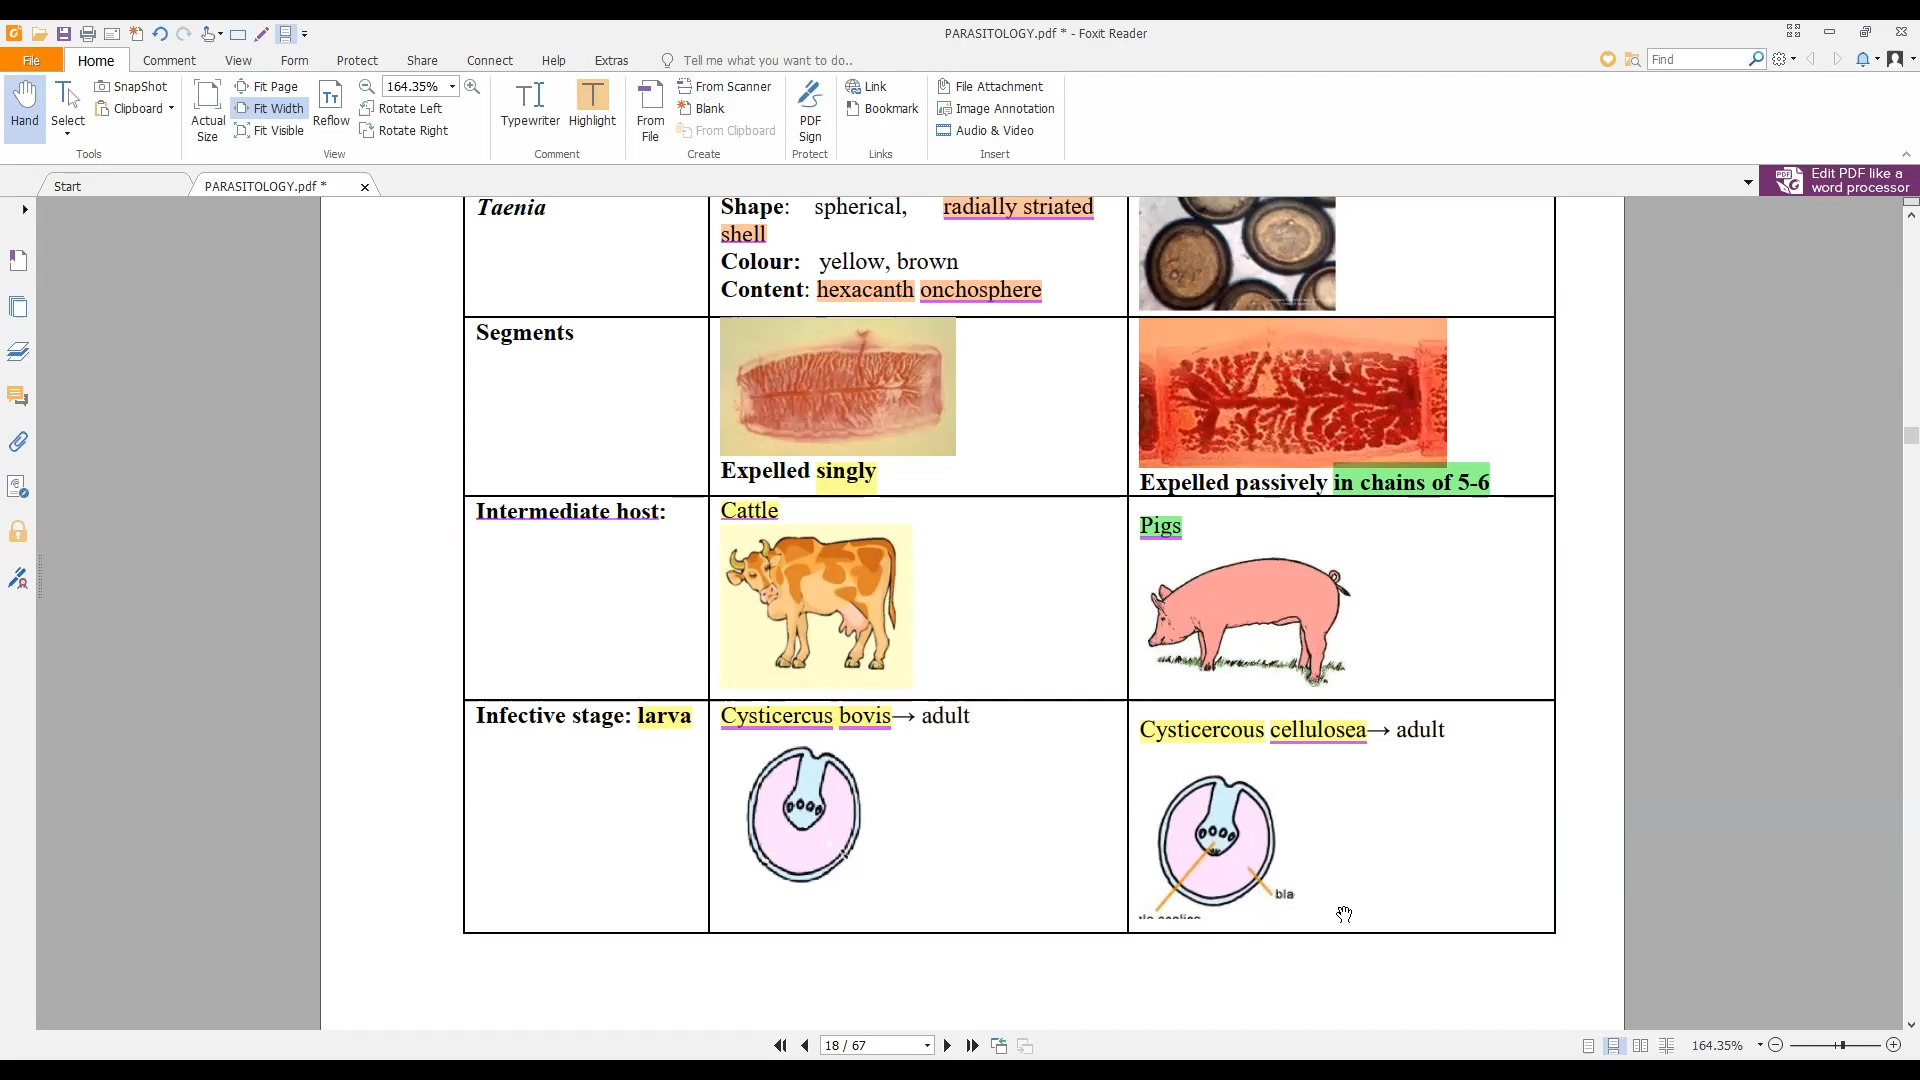 PARASITOLOGY.pdf * - Foxit Reader
File Home Comment View Form Protect Share Connect Help Extras Tell me what you want to do.. Find
Hand
Select
SnapShot
Clipboard
Tools
Actual Size
Fit Page
Fit Width
Fit Visible
Reflow
164.35%
Rotate Left
Rotate Right
View
Typewriter
Highlight
Comment
From File
From Scanner
Blank
From Clipboard
Create
PDF Sign
Protect
Link
Bookmark
Links
File Attachment
Image Annotation
Audio & Video
Insert
Start
PARASITOLOGY.pdf *
Edit PDF like a
word processor
Taenia
Shape: spherical, radially striated
shell
Colour: yellow, brown
Content: hexacanth onchosphere
Segments
Expelled singly
Expelled passively in chains of 5-6
Intermediate host:
Cattle
Pigs
Infective stage: larva
Cysticercus bovis→ adult
Cysticercous cellulosea→ adult
bla
18 / 67
164.35%